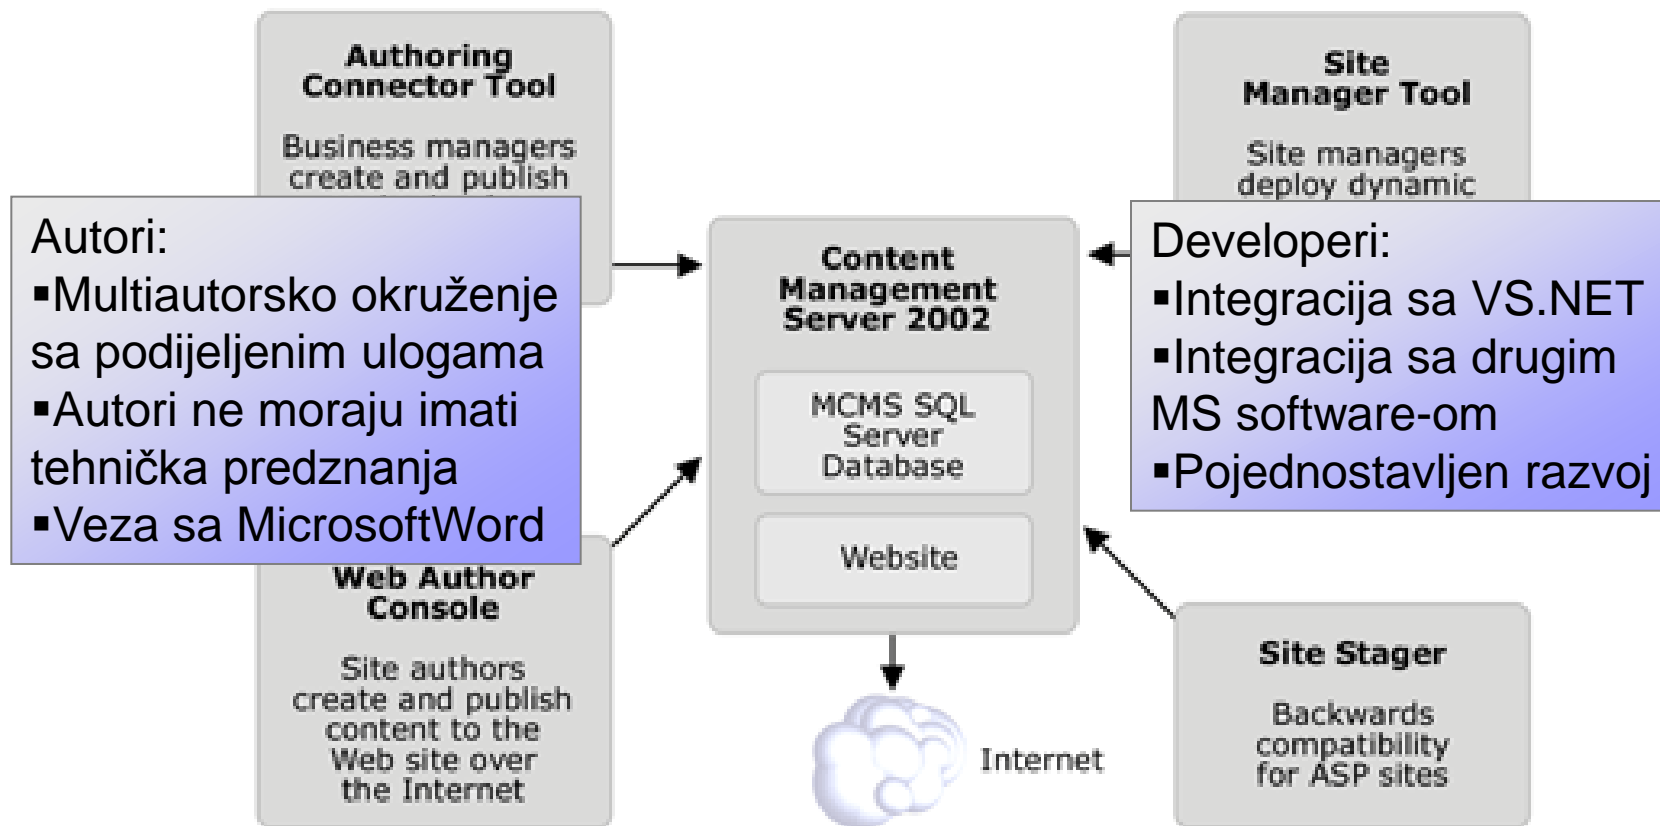 Authoring
Connector Tool
Business managers
create and publish
Autori:
▪Multiautorsko okruženje
sa podijeljenim ulogama
▪Autori ne moraju imati
tehnička predznanja
▪Veza sa MicrosoftWord
Web Author
Console
Site authors
create and publish
content to the
Web site over
the Internet
Content
Management
Server 2002
MCMS SQL
Server
Database
Website
Internet
Site
Manager Tool
Site managers
deploy dynamic
Developeri:
▪Integracija sa VS.NET
▪Integracija sa drugim
MS software-om
▪Pojednostavljen razvoj
Site Stager
Backwards
compatibility
for ASP sites